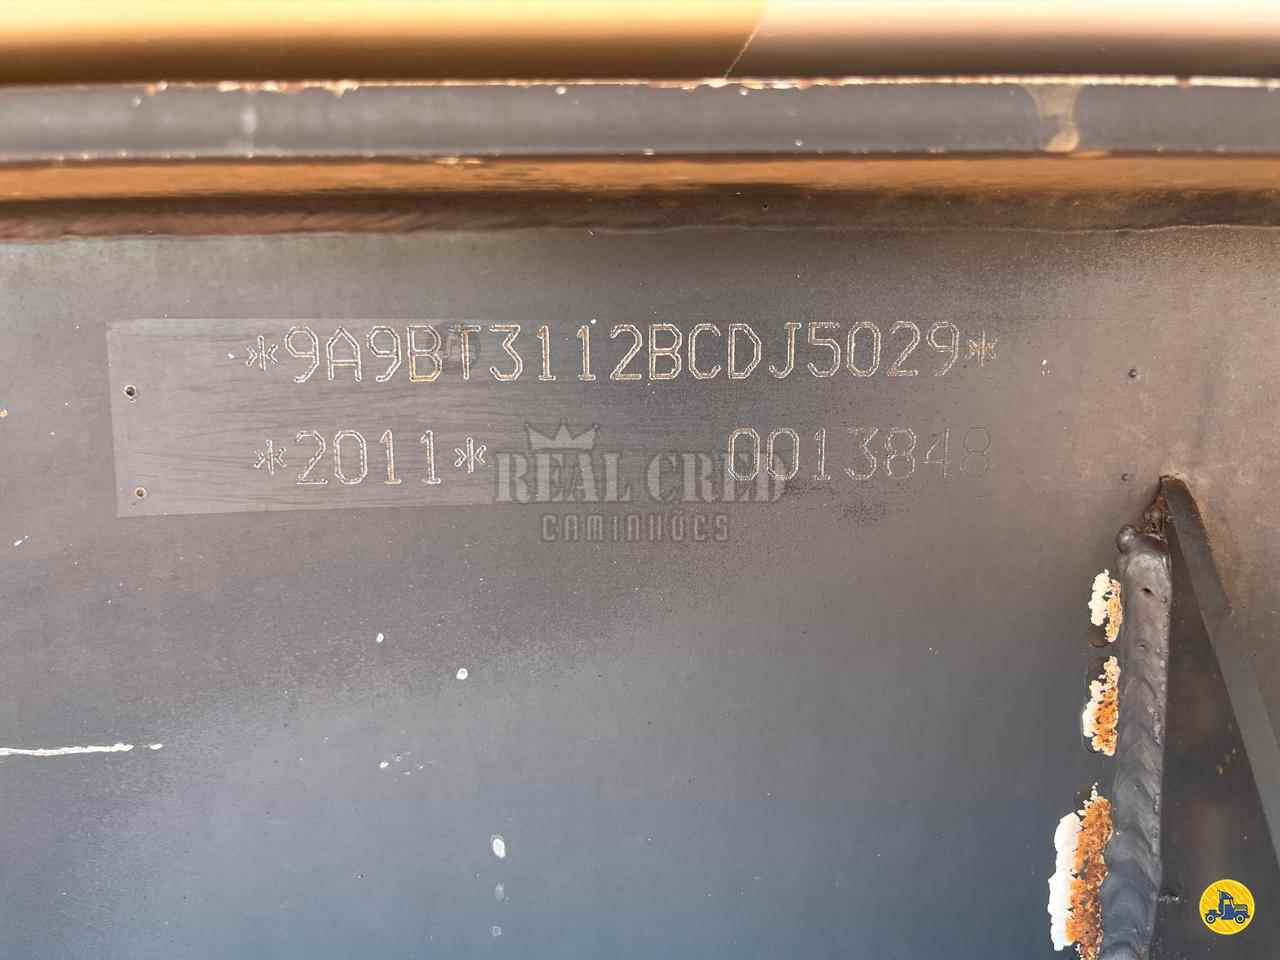 *9A9BT3112BCDJ5029*
*2011* 0013848
REAL CRED
CAMINHÕES